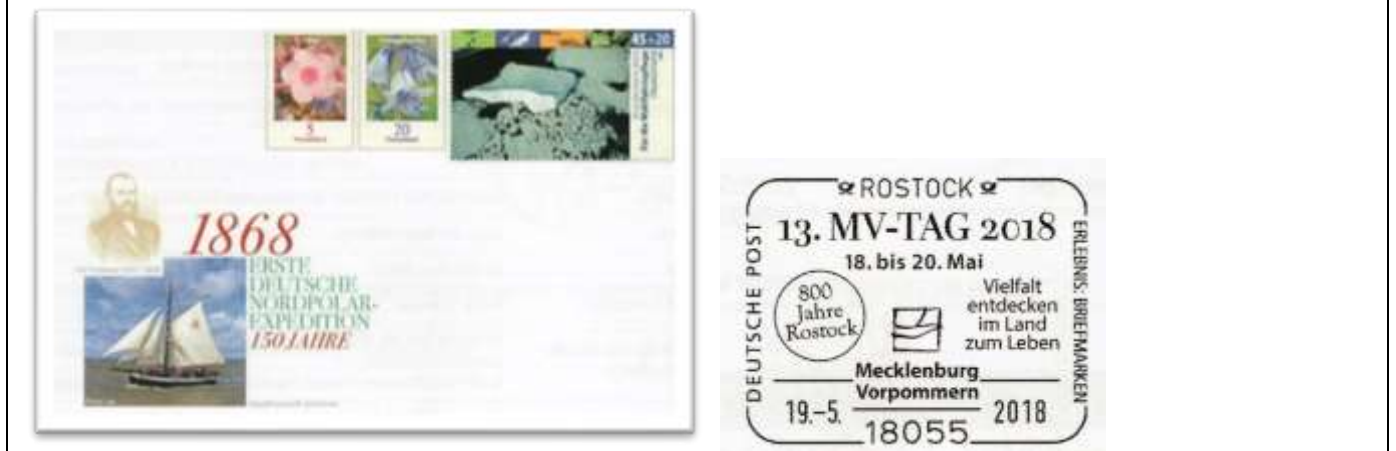 5
20
45+20
1868
ERSTE
DEUTSCHE
NORDPOLAR-
EXPEDITION
150 JAHRE
ROSTOCK
13. MV-TAG 2018
18. bis 20. Mai
800
Jahre
Rostock
Vielfalt
entdecken
im Land
zum Leben
Mecklenburg
Vorpommern
19.-5. 2018
18055
DEUTSCHE POST
ERLEBNIS: BRIEFMARKEN